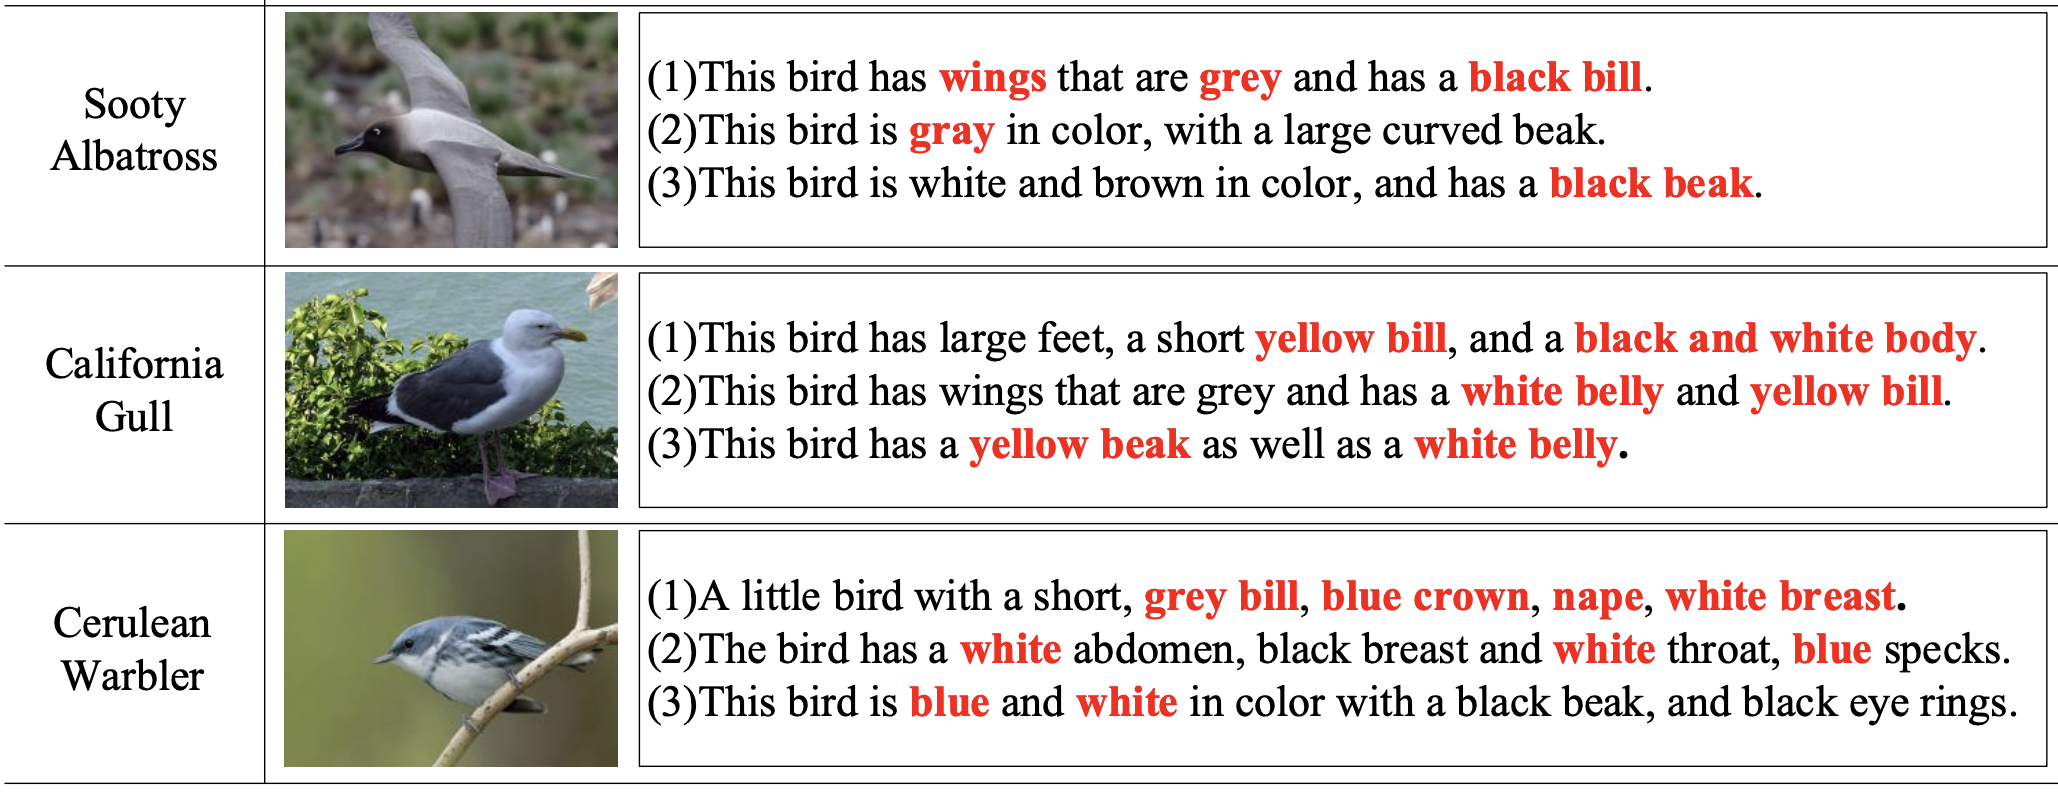 Sooty
Albatross
(1)This bird has wings that are grey and has a black bill.
(2)This bird is gray in color, with a large curved beak.
(3)This bird is white and brown in color, and has a black beak.
California
Gull
(1)This bird has large feet, a short yellow bill, and a black and white body.
(2)This bird has wings that are grey and has a white belly and yellow bill.
(3)This bird has a yellow beak as well as a white belly.
Cerulean
Warbler
(1)A little bird with a short, grey bill, blue crown, nape, white breast.
(2)The bird has a white abdomen, black breast and white throat, blue specks.
(3)This bird is blue and white in color with a black beak, and black eye rings.